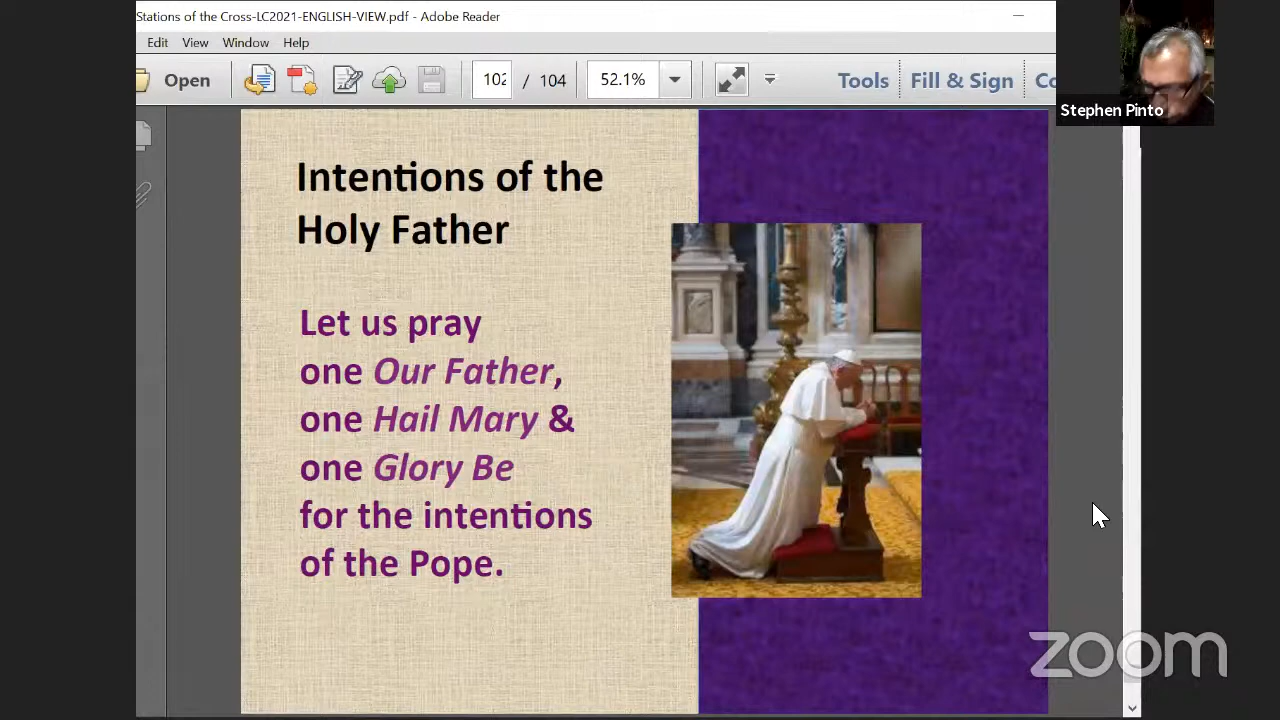 Stations of the Cross-LC2021-ENGLISH-VIEW.pdf - Adobe Reader
Edit View Window Help
Open 102 / 104 52.1% Tools Fill & Sign Co
Stephen Pinto
Intentions of the
Holy Father
Let us pray
one Our Father,
one Hail Mary &
one Glory Be
for the intentions
of the Pope.
zoom